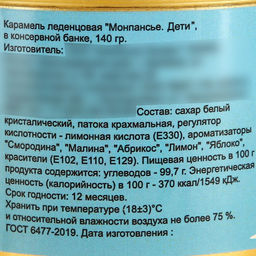 Карамель леденцовая "Монпансье. Дети",
в консервной банке, 140 гр.
Изготовитель:
Состав: сахар белый
кристалический, патока крахмальная, регулятор
кислотности - лимонная кислота (Е330), ароматизаторы
"Смородина", "Малина", "Абрикос", "Лимон", "Яблоко",
красители (Е102, Е110, Е129). Пищевая ценность в 100 г
продукта содержится: углеводов - 99,7 г. Энергетическая
ценность (калорийность) в 100 г - 370 ккал/1549 кДж.
Срок годности: 12 месяцев.
Хранить при температуре (18±3)°С
и относительной влажности воздуха не более 75 %.
ГОСТ 6477-2019. Дата изготовления :